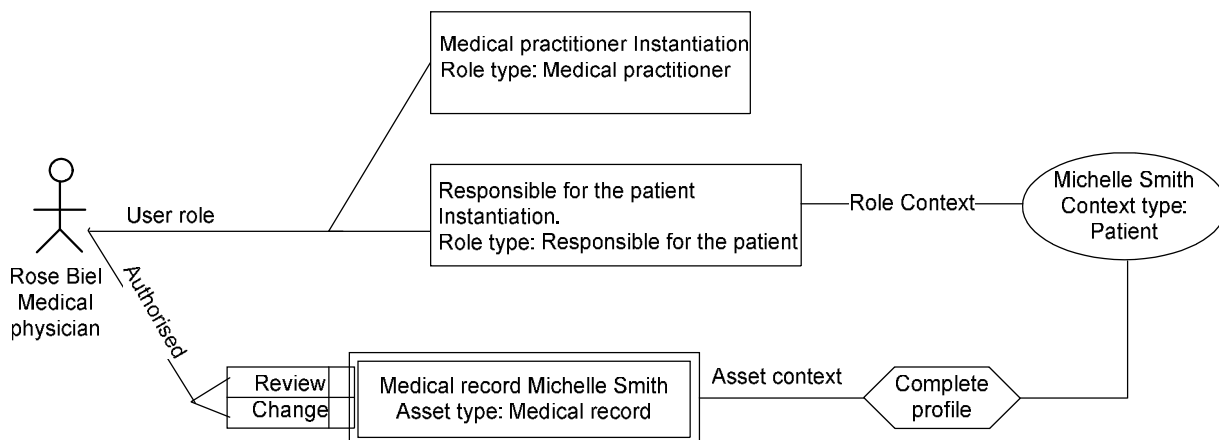 Medical practitioner Instantiation
Role type: Medical practitioner
Responsible for the patient
Instantiation.
Role type: Responsible for the patient
User role
Role Context
Michelle Smith
Context type:
Patient
Rose Biel
Medical
physician
Authorised
Review
Change
Medical record Michelle Smith
Asset type: Medical record
Asset context
Complete
profile